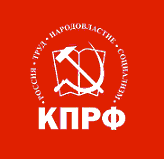 РОССИЯ • ТРУД • НАРОДОВЛАСТИЕ • СОЦИАЛИЗМ
КПРФ